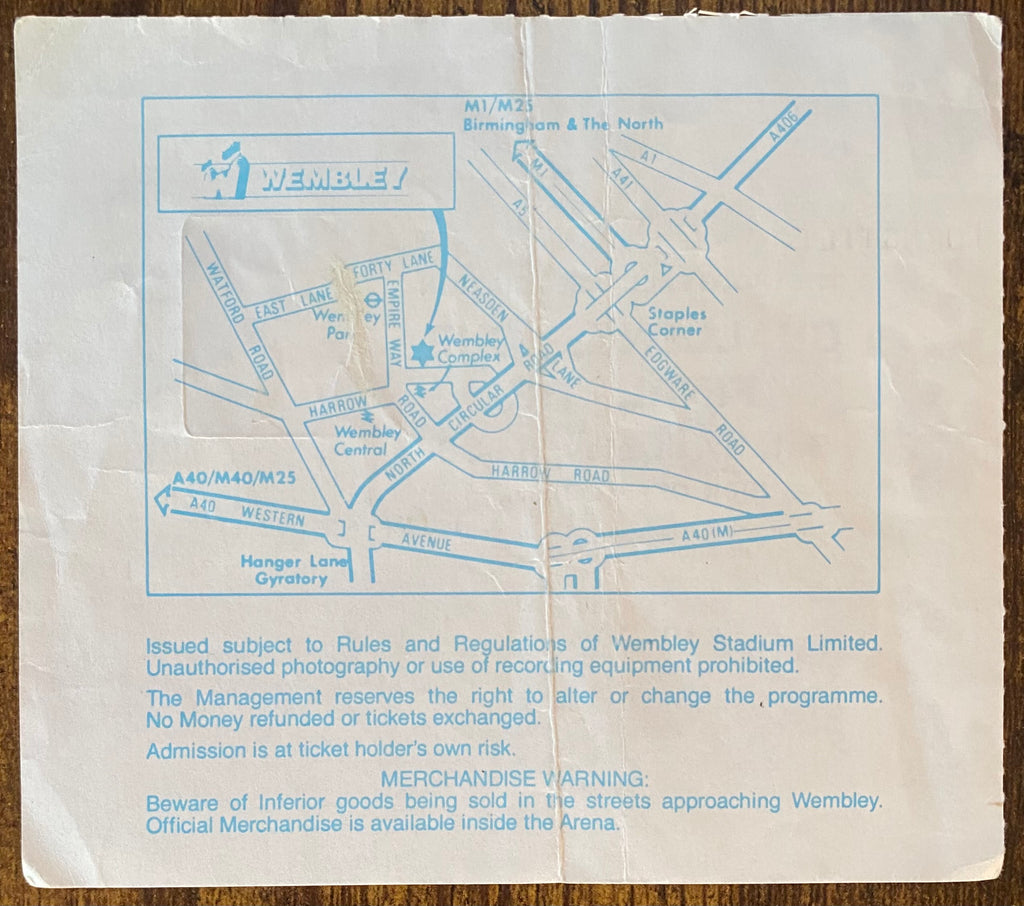 M1/M25
Birmingham & The North
WEMBLEY
M1
A1
A41
A406
A5
WATFORD
ROAD
EAST LANE
FORTY LANE
EMPIRE WAY
NEASDEN
LANE
Wembley
Park
Wembley
Complex
Staples
Corner
EDGWARE
ROAD
HARROW
ROAD
Wembley
Central
NORTH
CIRCULAR
HARROW ROAD
A40/M40/M25
A40 WESTERN
AVENUE
A40(M)
Hanger Lane
Gyratory
Issued subject to Rules and Regulations of Wembley Stadium Limited.
Unauthorised photography or use of recording equipment prohibited.
The Management reserves the right to alter or change the programme.
No Money refunded or tickets exchanged.
Admission is at ticket holder's own risk.
MERCHANDISE WARNING:
Beware of Inferior goods being sold in the streets approaching Wembley.
Official Merchandise is available inside the Arena.